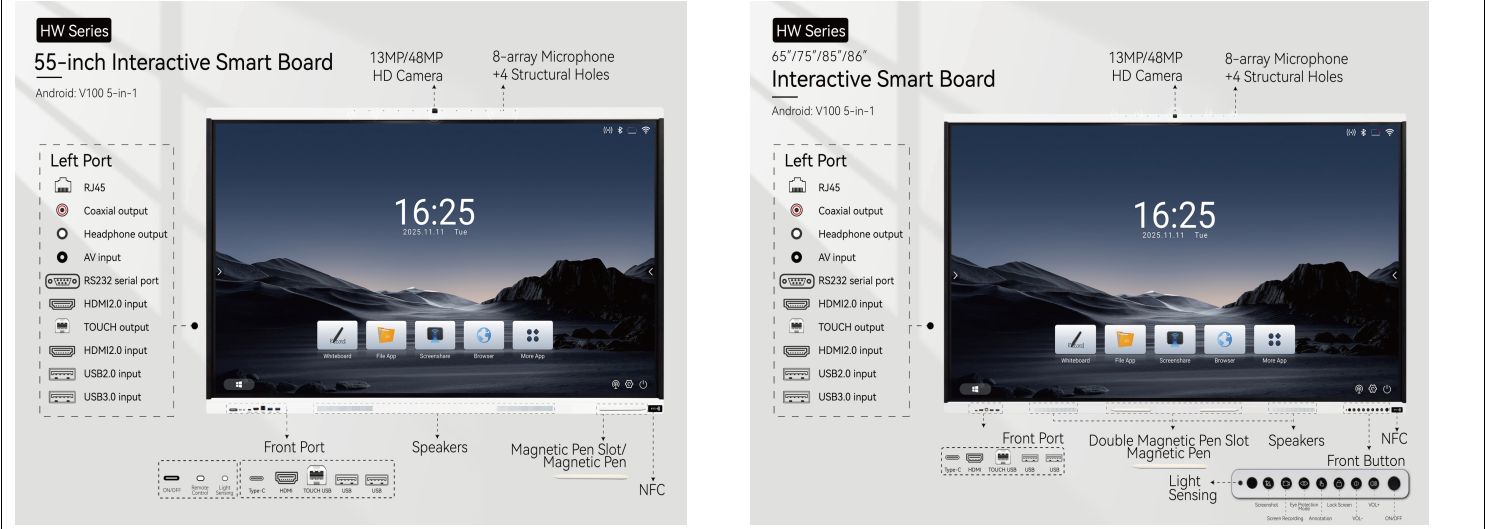 HW Series
55-inch Interactive Smart Board
Android: V100 5-in-1
13MP/48MP
HD Camera
8-array Microphone
+4 Structural Holes
Left Port
RJ45
Coaxial output
Headphone output
AV input
RS232 serial port
HDMI2.0 input
TOUCH output
HDMI2.0 input
USB2.0 input
USB3.0 input
16:25
2025.11.11 Tue
Whiteboard
File App
Screenshare
Browser
More App
Front Port
Speakers
Magnetic Pen Slot/
Magnetic Pen
NFC
ON/OFF
Remote
Control
Light
Sensing
Type-C
HDMI
TOUCH USB
USB
USB
HW Series
65"/75"/85"/86"
Interactive Smart Board
Android: V100 5-in-1
13MP/48MP
HD Camera
8-array Microphone
+4 Structural Holes
Left Port
RJ45
Coaxial output
Headphone output
AV input
RS232 serial port
HDMI2.0 input
TOUCH output
HDMI2.0 input
USB2.0 input
USB3.0 input
16:25
2025.11.11 Tue
Whiteboard
File App
Screenshare
Browser
More App
Front Port
Type-C
HDMI
TOUCH USB
USB
USB
Double Magnetic Pen Slot
Magnetic Pen
Speakers
NFC
Front Button
Light
Sensing
Screenshot
Eye Protection
Mode
Lock Screen
VOL+
Screen Recording
Annotation
VOL-
ON/OFF